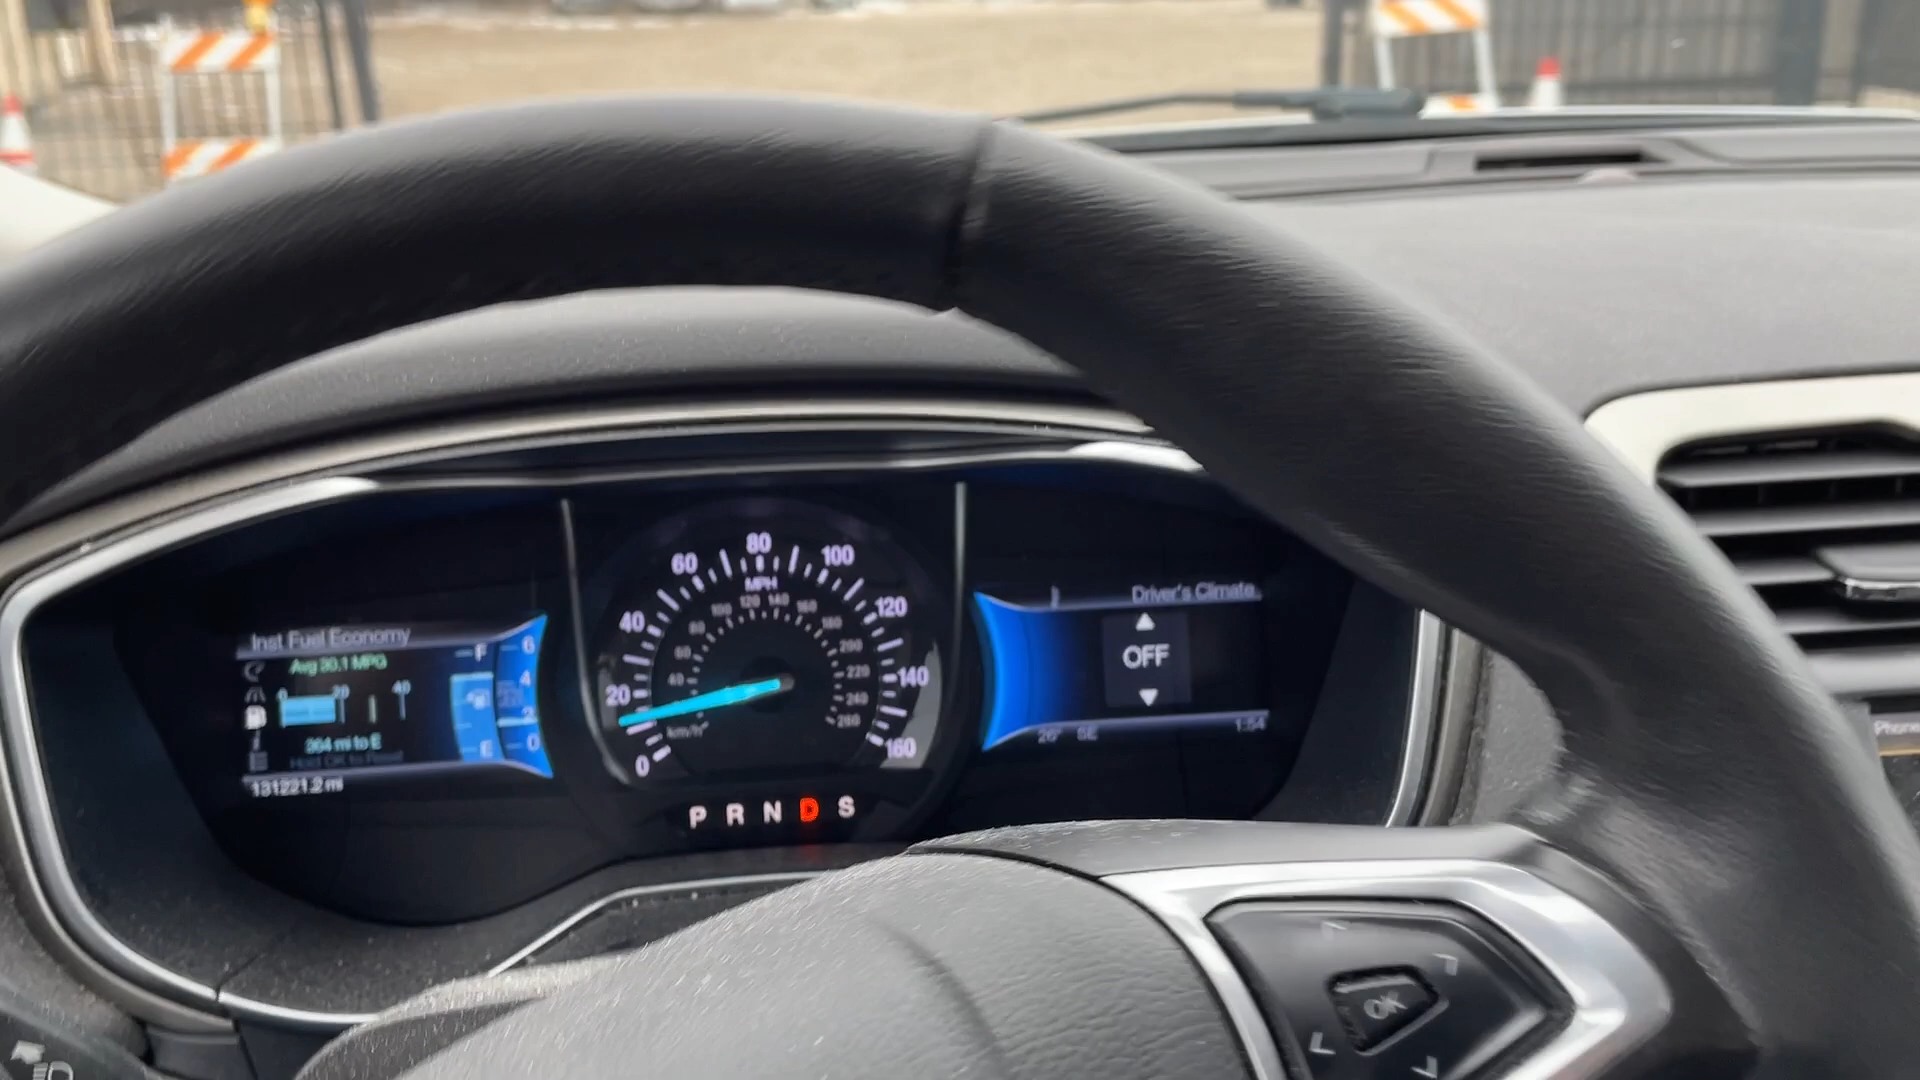 Inst Fuel Economy
Avg 30.1 MPG
0 20 40
364 mi to E
Hold OK to Reset
131221.2 mi
F
E
6
4
2
0
0 20 40 60 80 100 120 140 160
MPH
40 60 80 100 120 140 160 180 200 220 240 260
km/h
P R N D S
Driver's Climate
OFF
26° SE 1:54
OK
iPhone